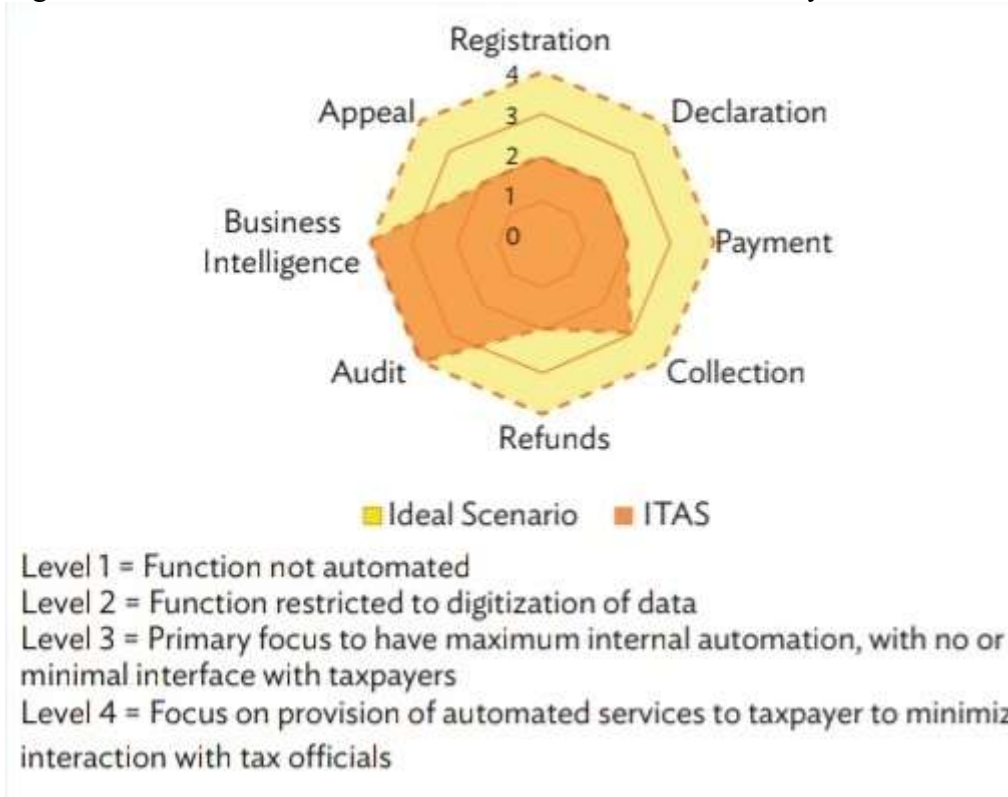 Registration
4
Appeal
3
Declaration
2
1
Business
Intelligence
0
Payment
Audit
Collection
Refunds
Ideal Scenario
ITAS
Level 1 = Function not automated
Level 2 = Function restricted to digitization of data
Level 3 = Primary focus to have maximum internal automation, with no or
minimal interface with taxpayers
Level 4 = Focus on provision of automated services to taxpayer to minimiz
interaction with tax officials